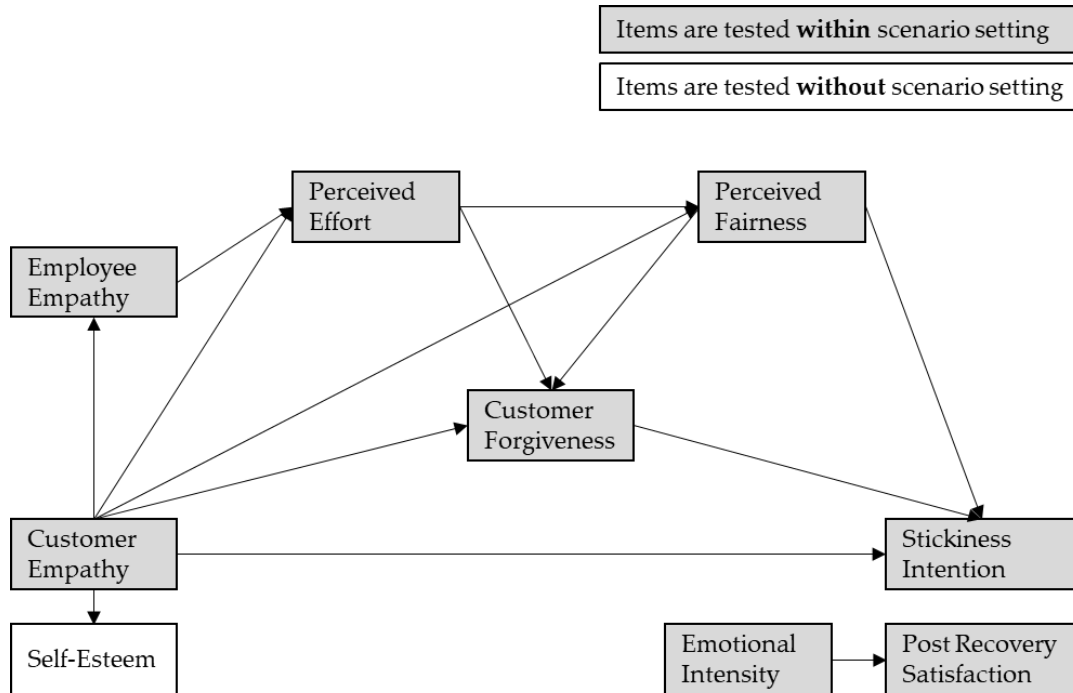 Items are tested within scenario setting
Items are tested without scenario setting
Perceived
Effort
Perceived
Fairness
Employee
Empathy
Customer
Forgiveness
Customer
Empathy
Stickiness
Intention
Self-Esteem
Emotional
Intensity
Post Recovery
Satisfaction